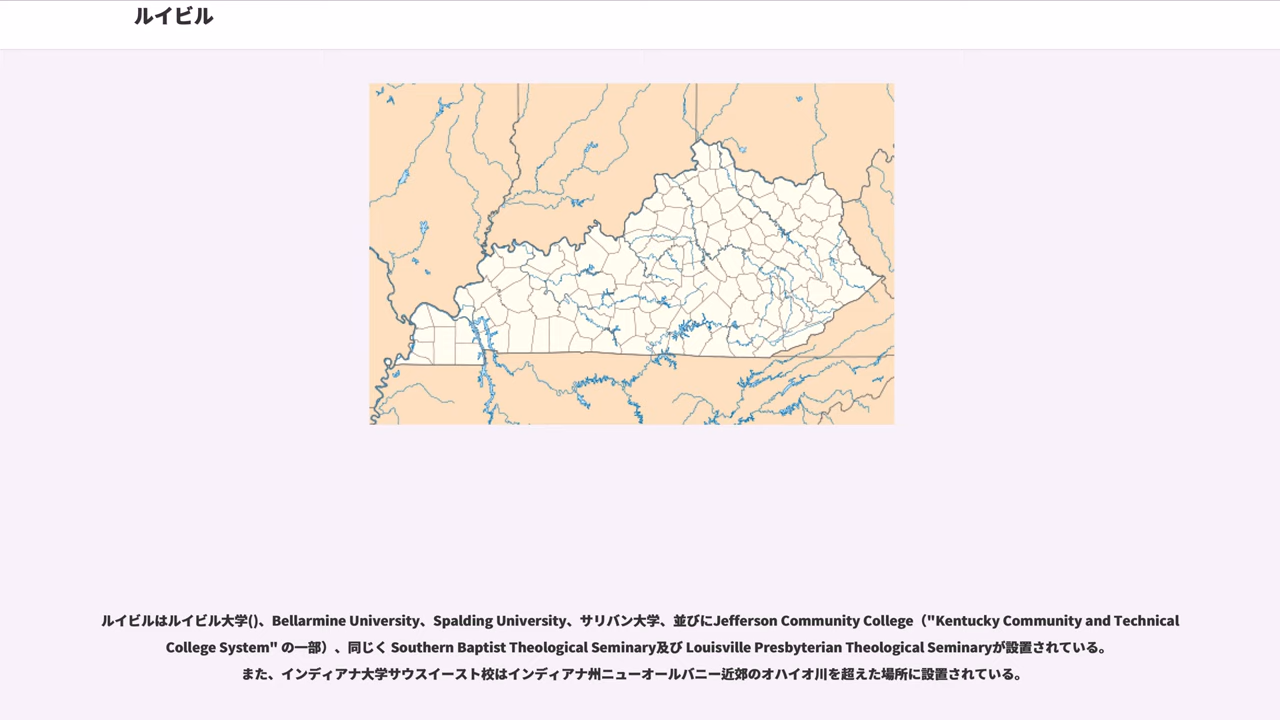 ルイビル
ルイビルはルイビル大学()、Bellarmine University、Spalding University、サリバン大学、並びにJefferson Community College（"Kentucky Community and Technical
College System" の一部）、同じく Southern Baptist Theological Seminary及び Louisville Presbyterian Theological Seminaryが設置されている。
また、インディアナ大学サウスイースト校はインディアナ州ニューオールバニー近郊のオハイオ川を超えた場所に設置されている。